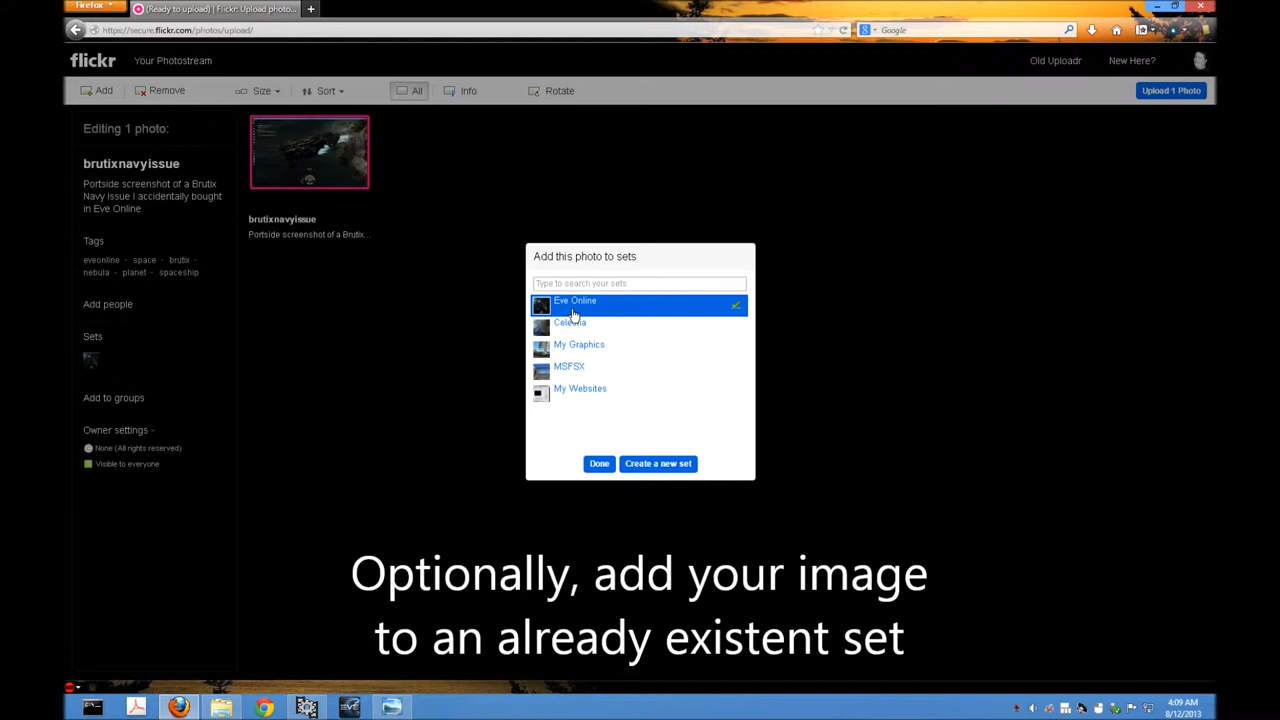 Firefox
(Ready to upload) | Flickr: Upload photo...
https://secure.flickr.com/photos/upload/
Google
flickr
Your Photostream
Old Uploadr
New Here?
Add
Remove
Size
Sort
All
Info
Rotate
Upload 1 Photo
Editing 1 photo:
brutixnavyissue
Portside screenshot of a Brutix
Navy Issue I accidentally bought
in Eve Online
Tags
eveonline · space · brutix ·
nebula · planet · spaceship
Add people
Sets
Add to groups
Owner settings
None (All rights reserved)
Visible to everyone
brutixnavyissue
Portside screenshot of a Brutix...
Add this photo to sets
Type to search your sets
Eve Online
Celestia
My Graphics
MSFSX
My Websites
Done
Create a new set
Optionally, add your image
to an already existent set
EVE
4:09 AM
8/12/2013